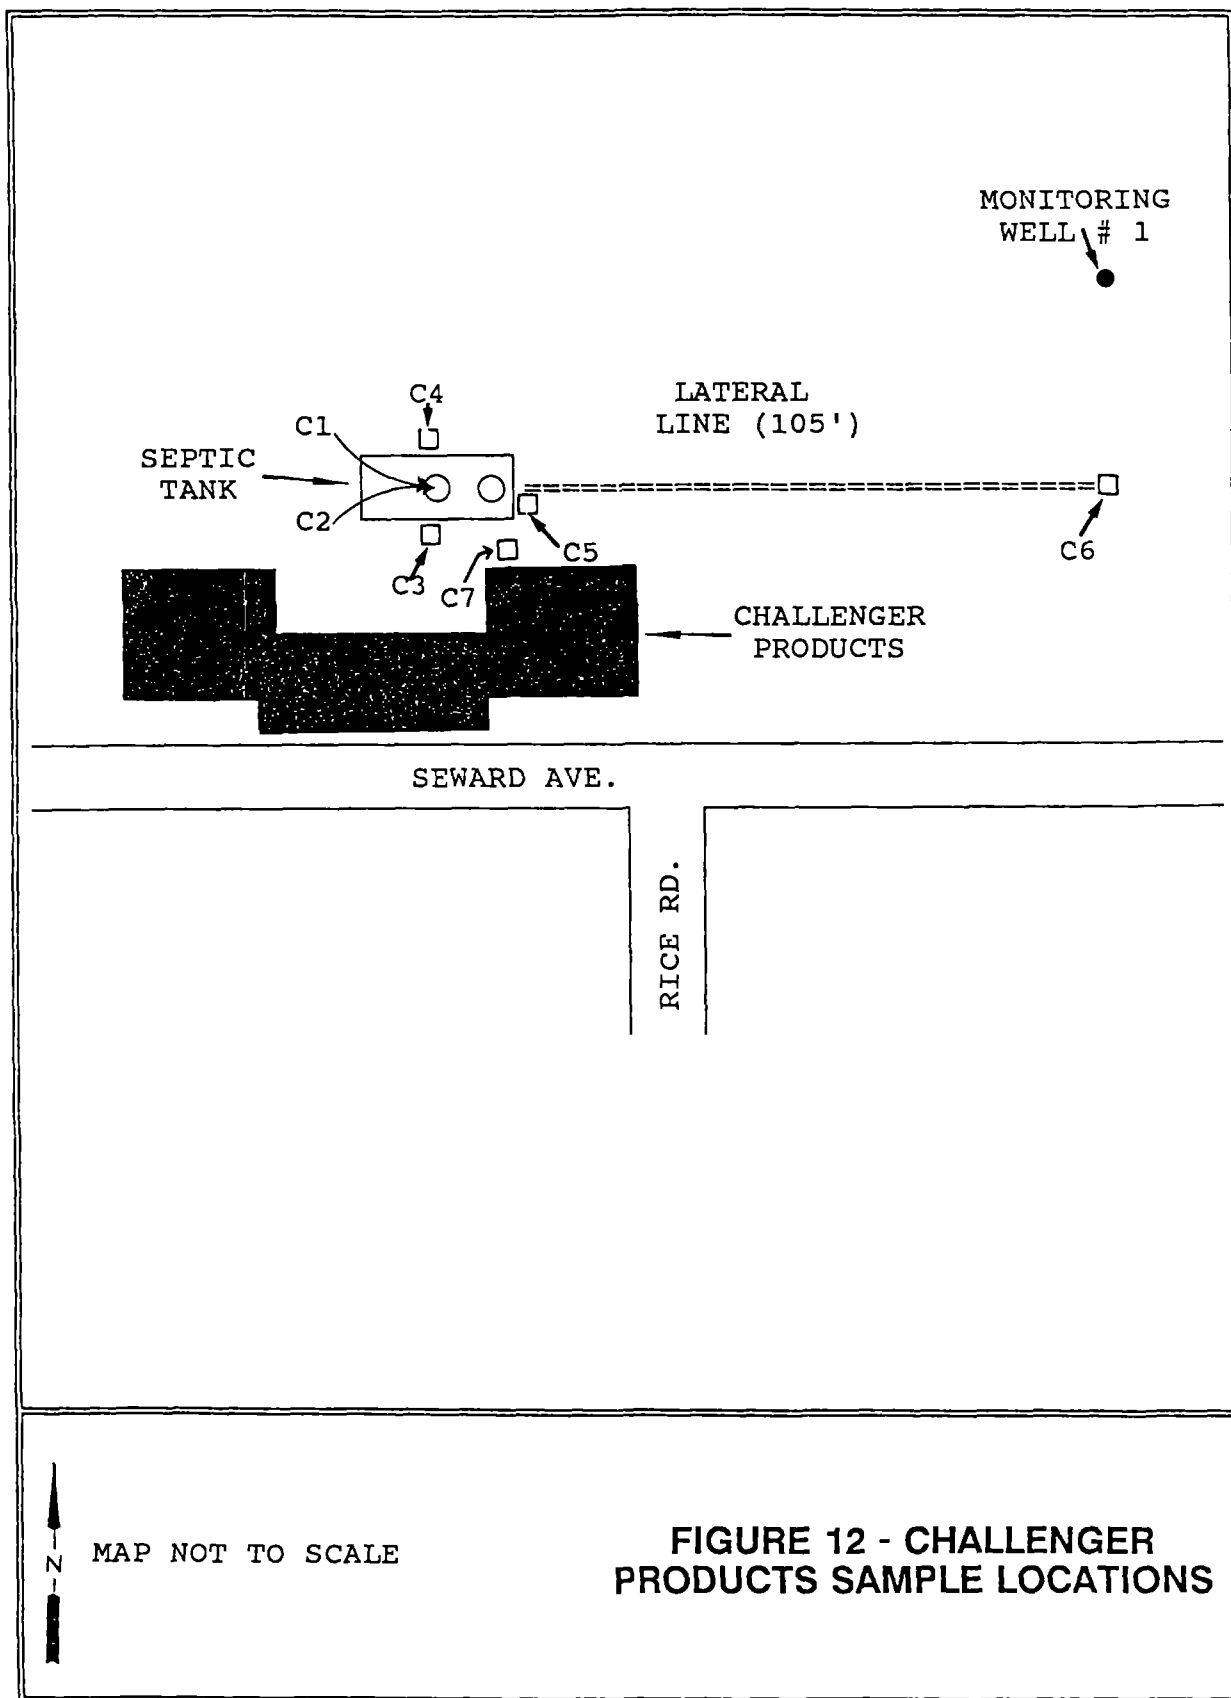 MONITORING
WELL # 1
C4
LATERAL
LINE (105')
C1
SEPTIC
TANK
C2
C5
C6
C3
C7
CHALLENGER
PRODUCTS
SEWARD AVE.
RICE RD.
N
MAP NOT TO SCALE
FIGURE 12 - CHALLENGER
PRODUCTS SAMPLE LOCATIONS